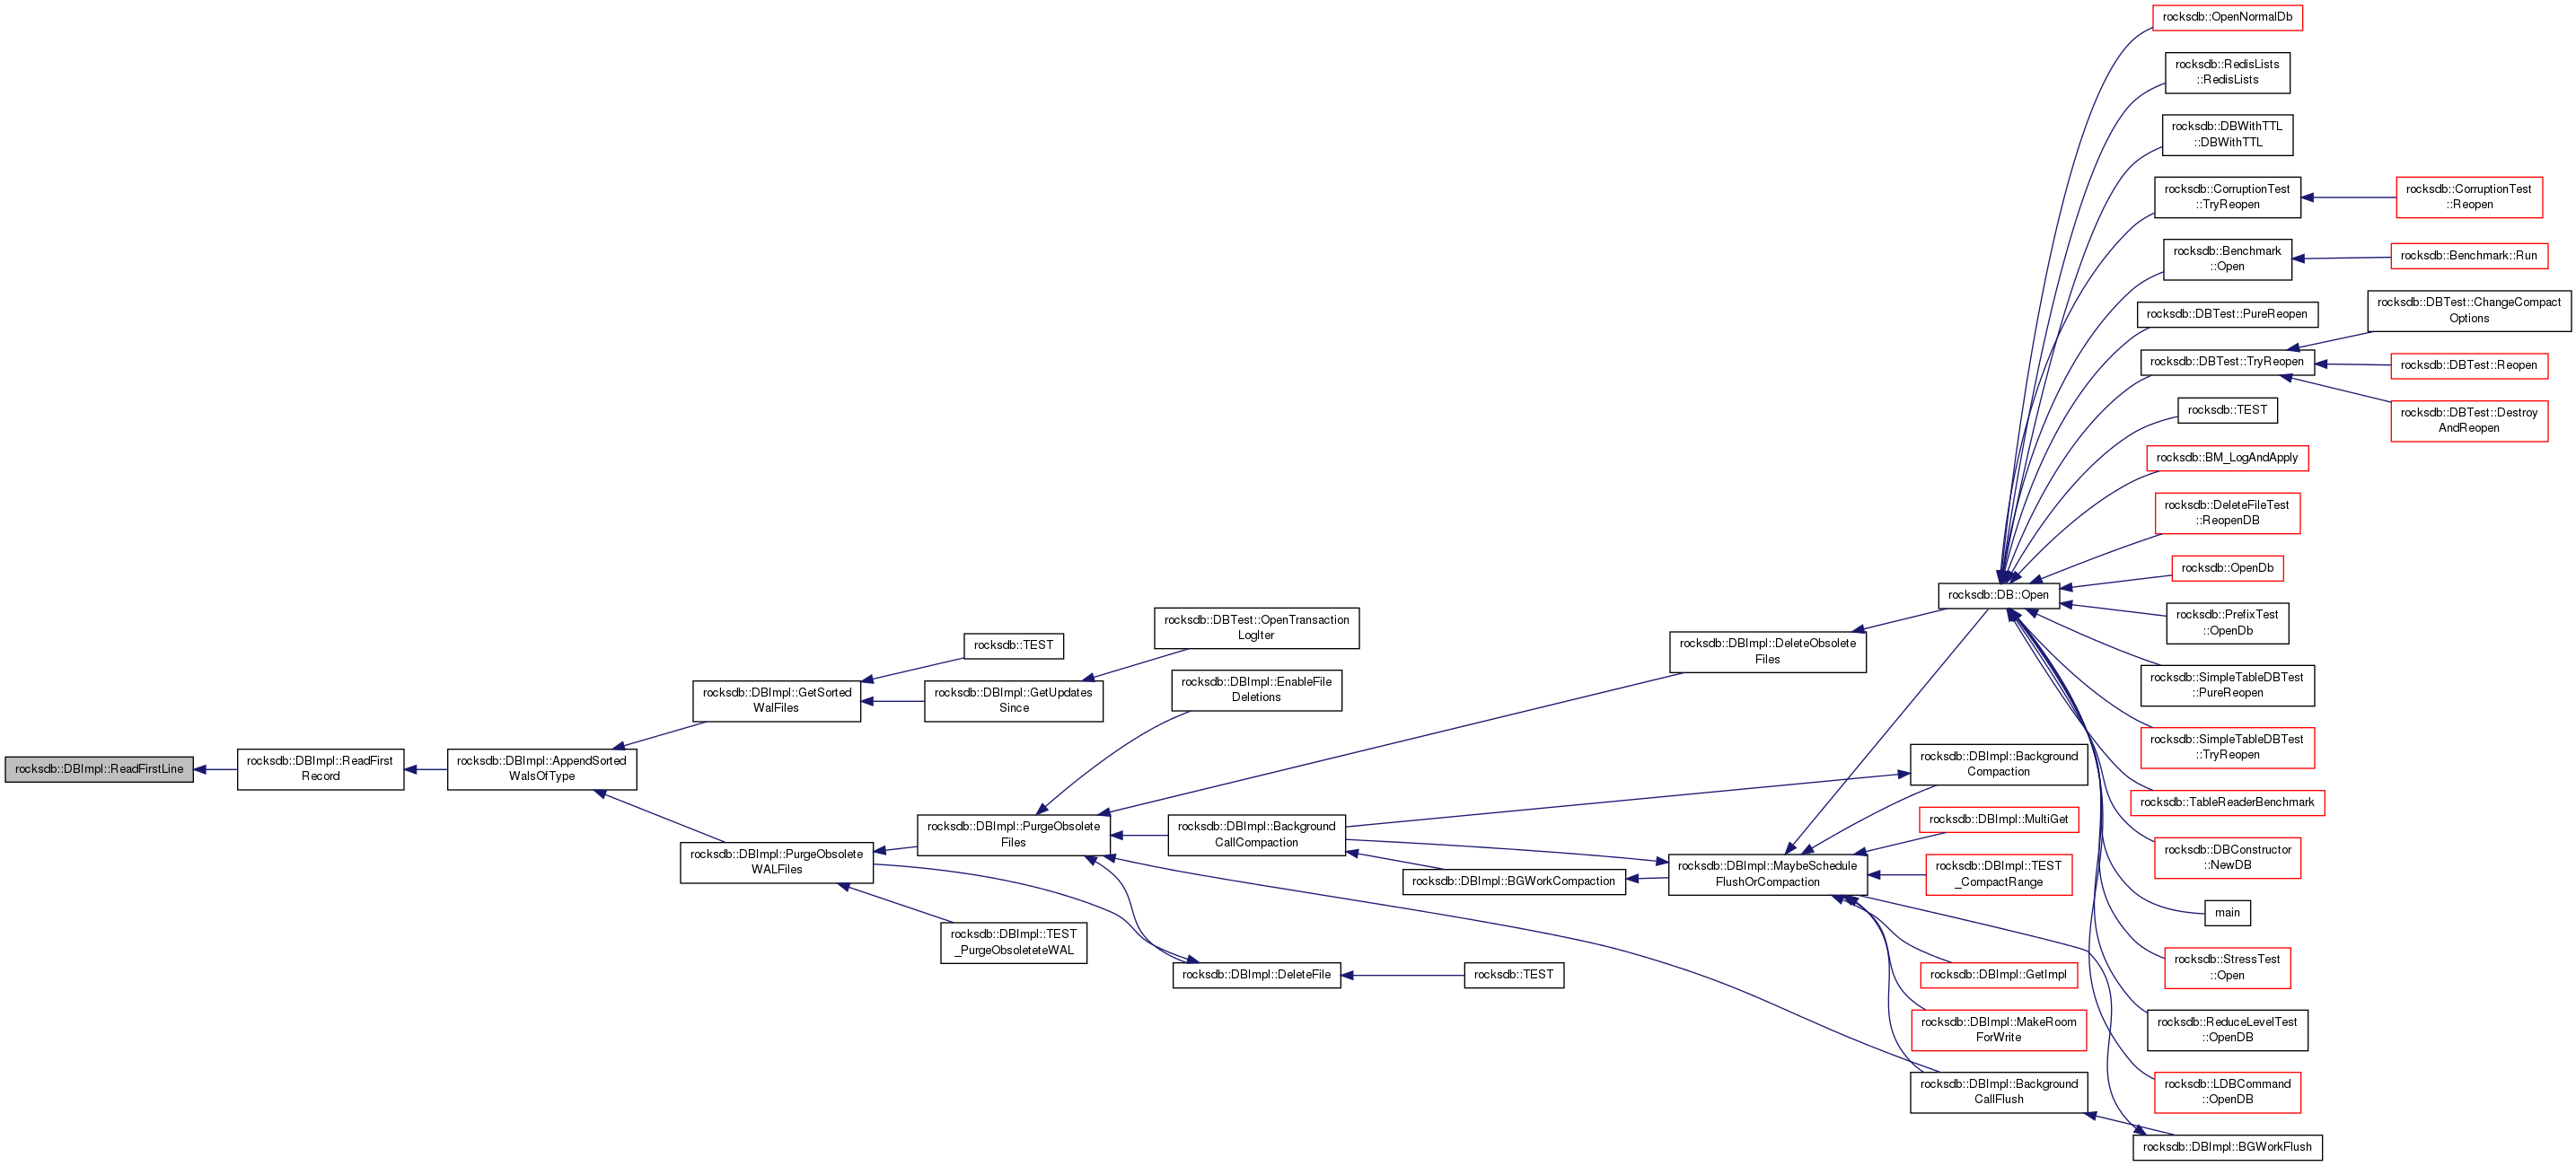 rocksdb::OpenNormalDb
rocksdb::RedisLists
::RedisLists
rocksdb::DBWithTTL
::DBWithTTL
rocksdb::CorruptionTest
::TryReopen
rocksdb::CorruptionTest
::Reopen
rocksdb::Benchmark
::Open
rocksdb::Benchmark::Run
rocksdb::DBTest::PureReopen
rocksdb::DBTest::ChangeCompact
Options
rocksdb::DBTest::TryReopen
rocksdb::DBTest::Reopen
rocksdb::TEST
rocksdb::DBTest::Destroy
AndReopen
rocksdb::BM_LogAndApply
rocksdb::DeleteFileTest
::ReopenDB
rocksdb::OpenDb
rocksdb::DB::Open
rocksdb::PrefixTest
::OpenDb
rocksdb::DBTest::OpenTransaction
LogIter
rocksdb::TEST
rocksdb::DBImpl::DeleteObsolete
Files
rocksdb::SimpleTableDBTest
::PureReopen
rocksdb::DBImpl::GetSorted
WalFiles
rocksdb::DBImpl::GetUpdates
Since
rocksdb::DBImpl::EnableFile
Deletions
rocksdb::SimpleTableDBTest
::TryReopen
rocksdb::DBImpl::ReadFirstLine
rocksdb::DBImpl::ReadFirst
Record
rocksdb::DBImpl::AppendSorted
WalsOfType
rocksdb::DBImpl::Background
Compaction
rocksdb::TableReaderBenchmark
rocksdb::DBImpl::MultiGet
rocksdb::DBImpl::PurgeObsolete
Files
rocksdb::DBImpl::Background
CallCompaction
rocksdb::DBConstructor
::NewDB
rocksdb::DBImpl::PurgeObsolete
WALFiles
rocksdb::DBImpl::BGWorkCompaction
rocksdb::DBImpl::MaybeSchedule
FlushOrCompaction
rocksdb::DBImpl::TEST
_CompactRange
main
rocksdb::DBImpl::TEST
_PurgeObsoleteteWAL
rocksdb::DBImpl::DeleteFile
rocksdb::TEST
rocksdb::DBImpl::GetImpl
rocksdb::StressTest
::Open
rocksdb::DBImpl::MakeRoom
ForWrite
rocksdb::ReduceLevelTest
::OpenDB
rocksdb::DBImpl::Background
CallFlush
rocksdb::LDBCommand
::OpenDB
rocksdb::DBImpl::BGWorkFlush